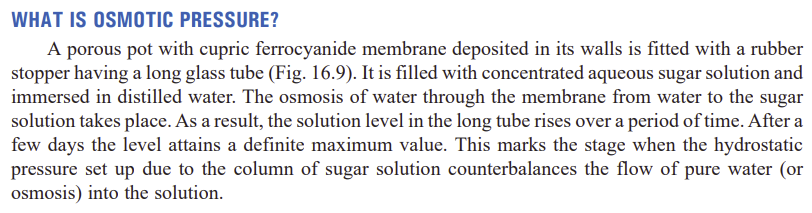 WHAT IS OSMOTIC PRESSURE?
A porous pot with cupric ferrocyanide membrane deposited in its walls is fitted with a rubber
stopper having a long glass tube (Fig. 16.9). It is filled with concentrated aqueous sugar solution and
immersed in distilled water. The osmosis of water through the membrane from water to the sugar
solution takes place. As a result, the solution level in the long tube rises over a period of time. After a
few days the level attains a definite maximum value. This marks the stage when the hydrostatic
pressure set up due to the column of sugar solution counterbalances the flow of pure water (or
osmosis) into the solution.